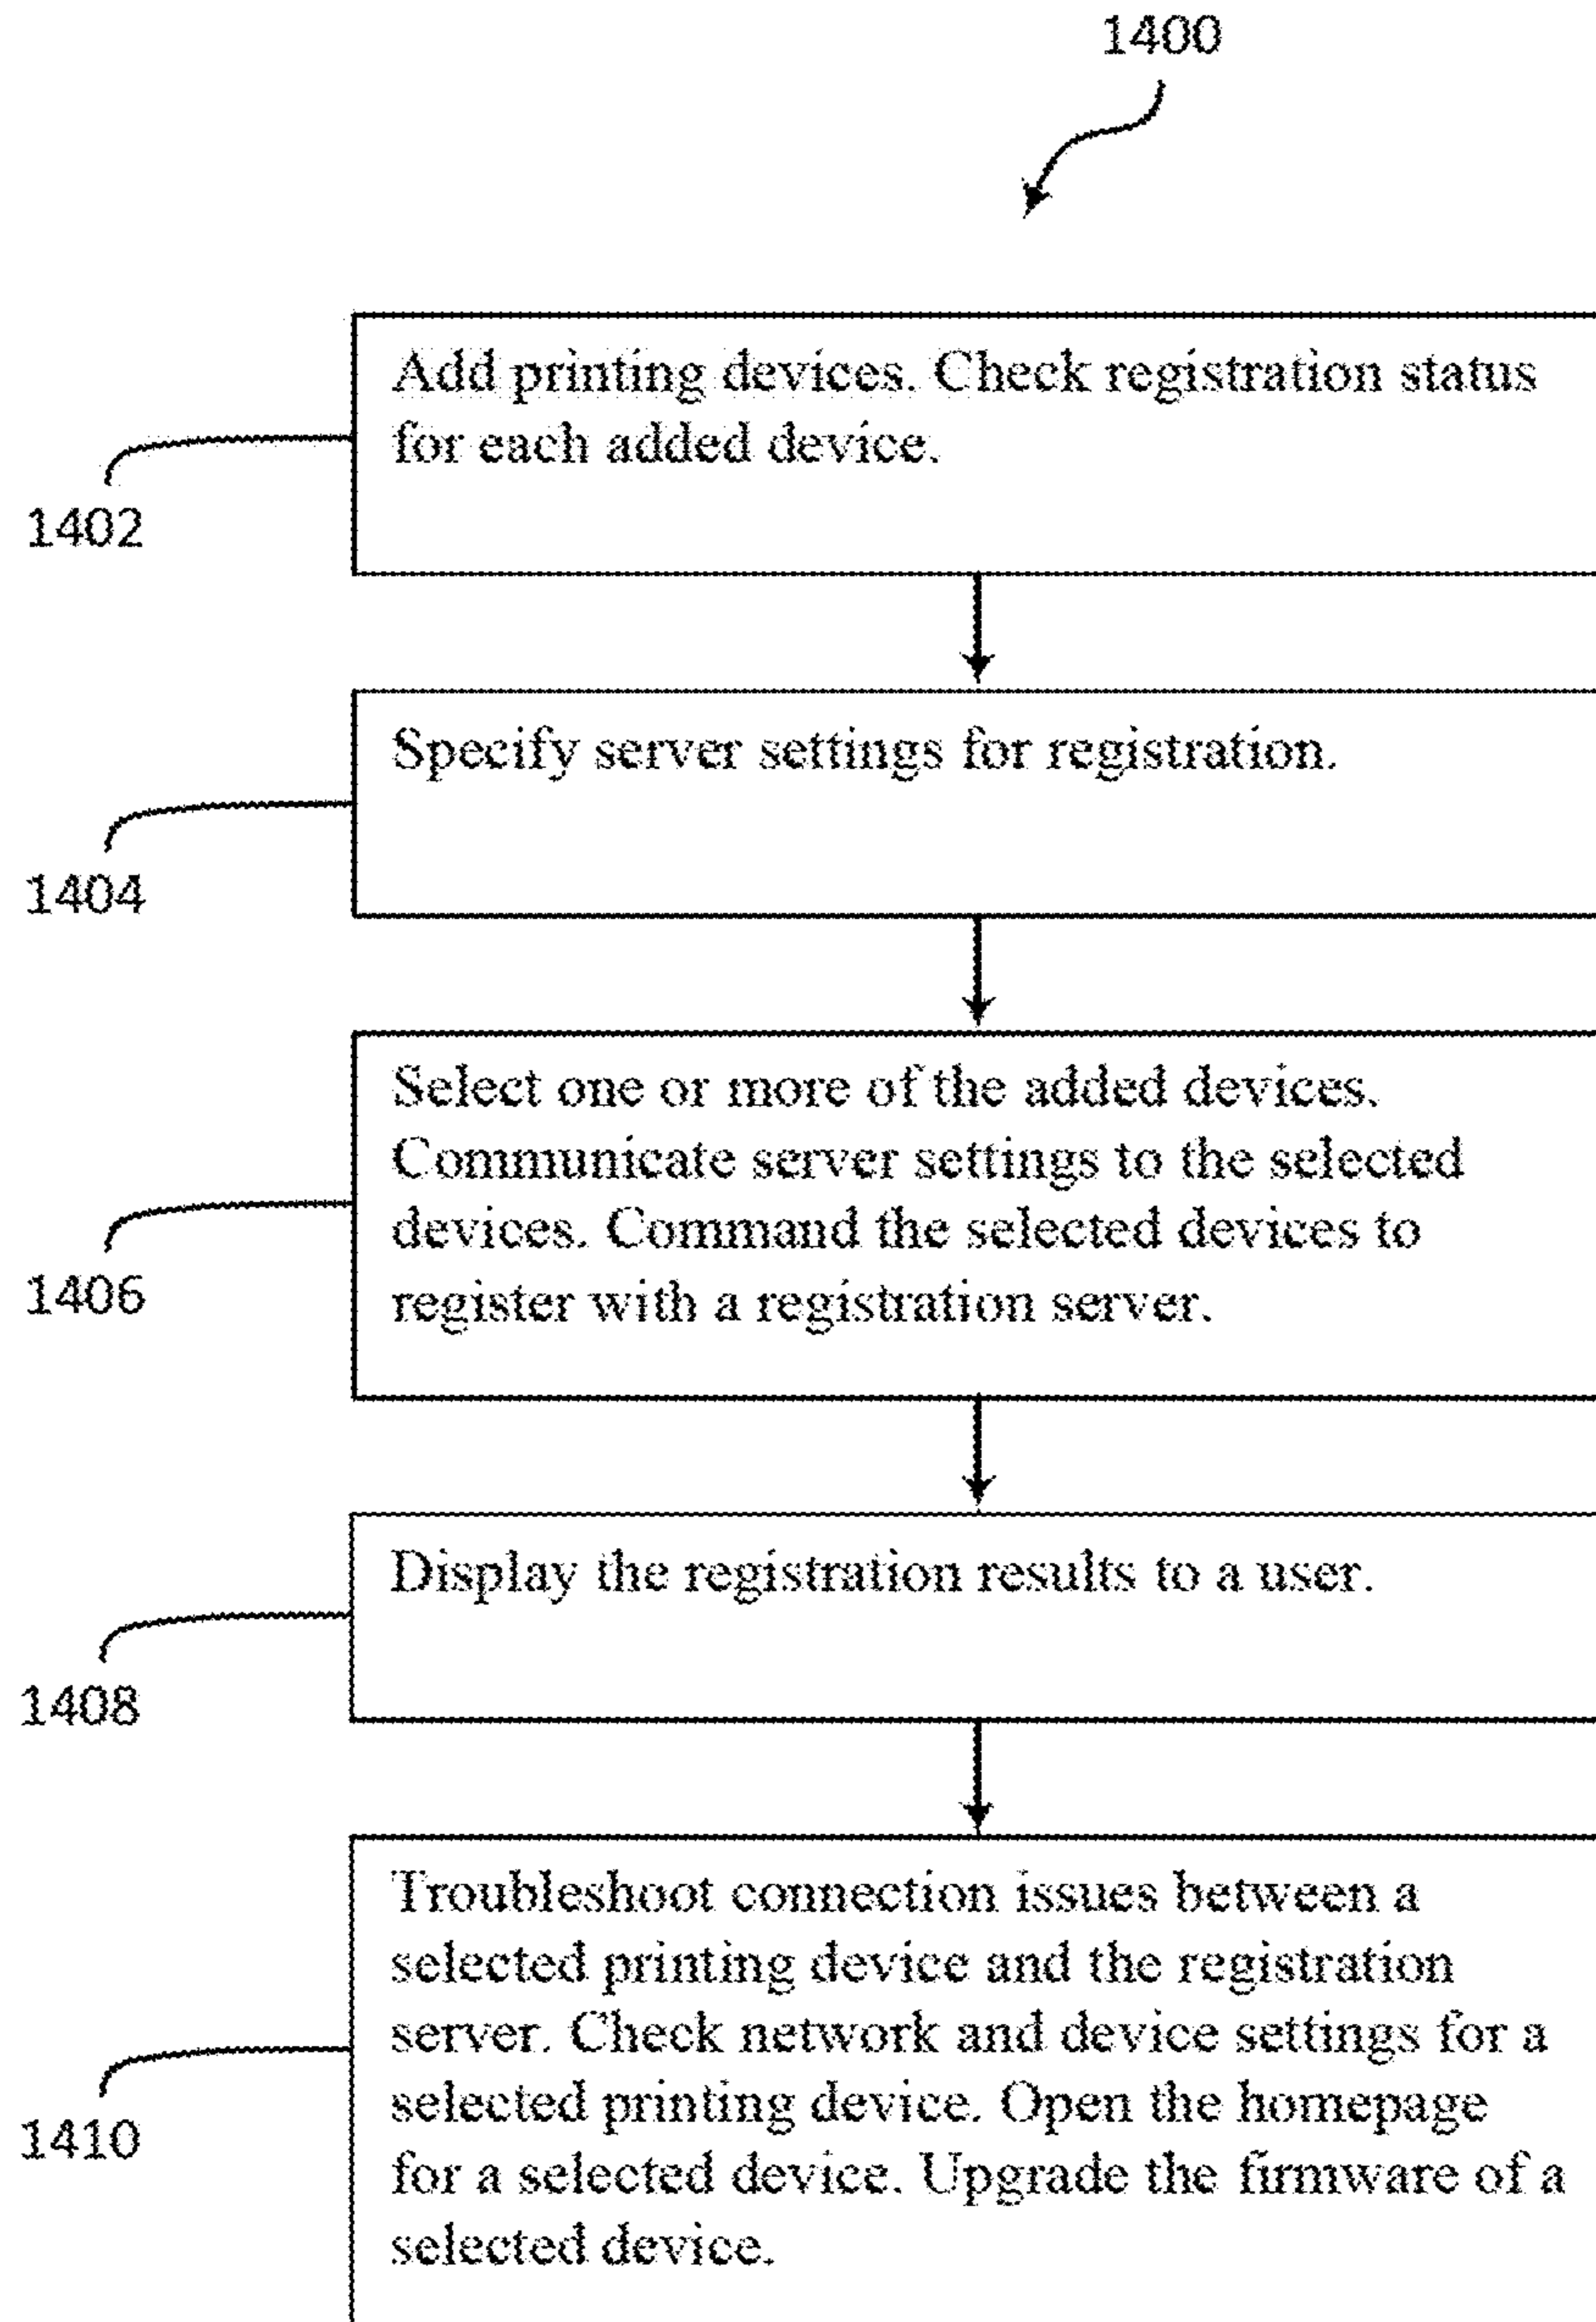 1400
Add printing devices. Check registration status
for each added device.
1402
Specify server settings for registration.
1404
Select one or more of the added devices.
Communicate server settings to the selected
devices. Command the selected devices to
register with a registration server.
1406
Display the registration results to a user.
1408
Troubleshoot connection issues between a
selected printing device and the registration
server. Check network and device settings for a
selected printing device. Open the homepage
for a selected device. Upgrade the firmware of a
selected device.
1410